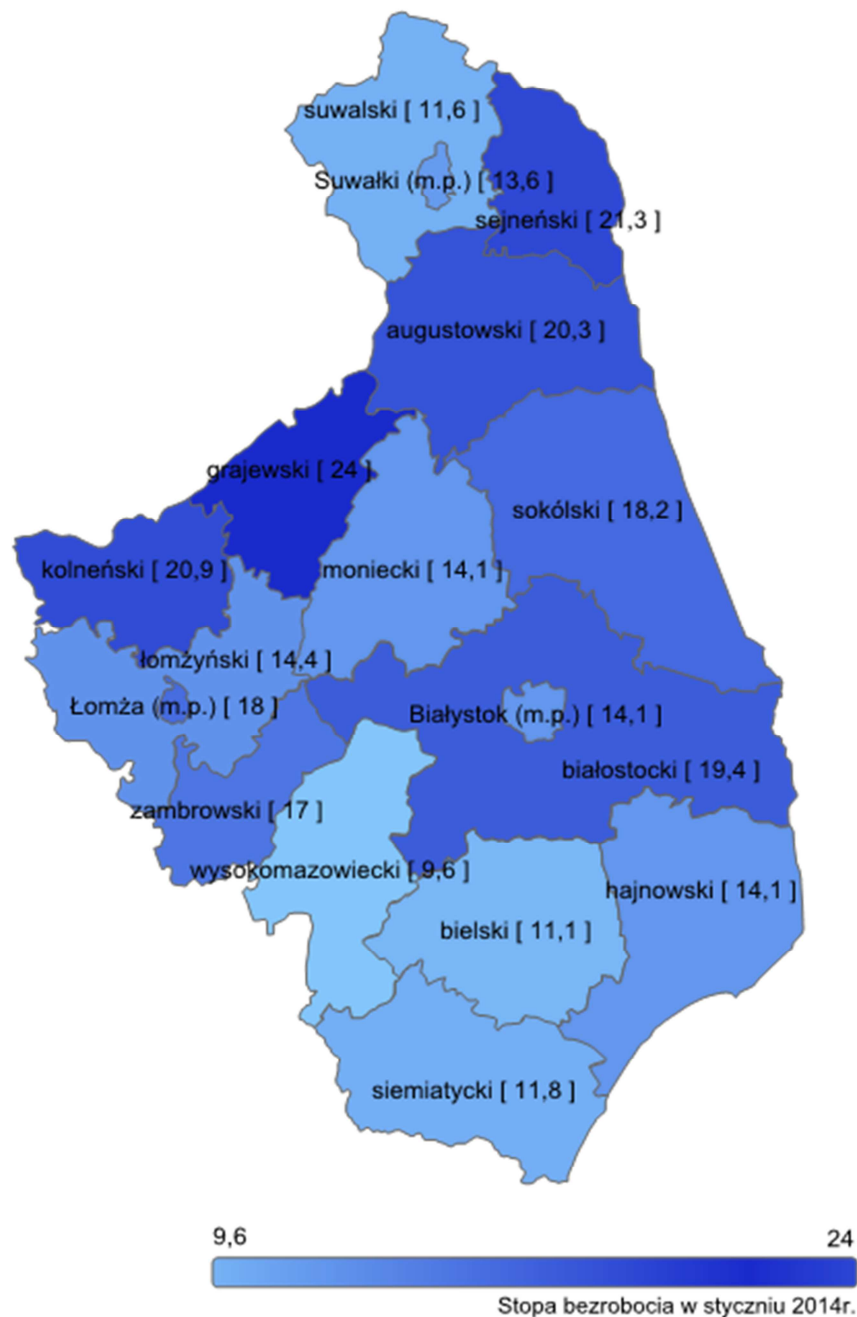 suwalski [ 11,6 ]
Suwałki (m.p.) [ 13,6 ]
sejneński [ 21,3 ]
augustowski [ 20,3 ]
grajewski [ 24 ]
sokólski [ 18,2 ]
kolneński [ 20,9 ]
moniecki [ 14,1 ]
łomżyński [ 14,4 ]
Łomża (m.p.) [ 18 ]
Białystok (m.p.) [ 14,1 ]
białostocki [ 19,4 ]
zambrowski [ 17 ]
wysokomazowiecki [ 9,6 ]
hajnowski [ 14,1 ]
bielski [ 11,1 ]
siemiatycki [ 11,8 ]
9,6 24
Stopa bezrobocia w styczniu 2014r.